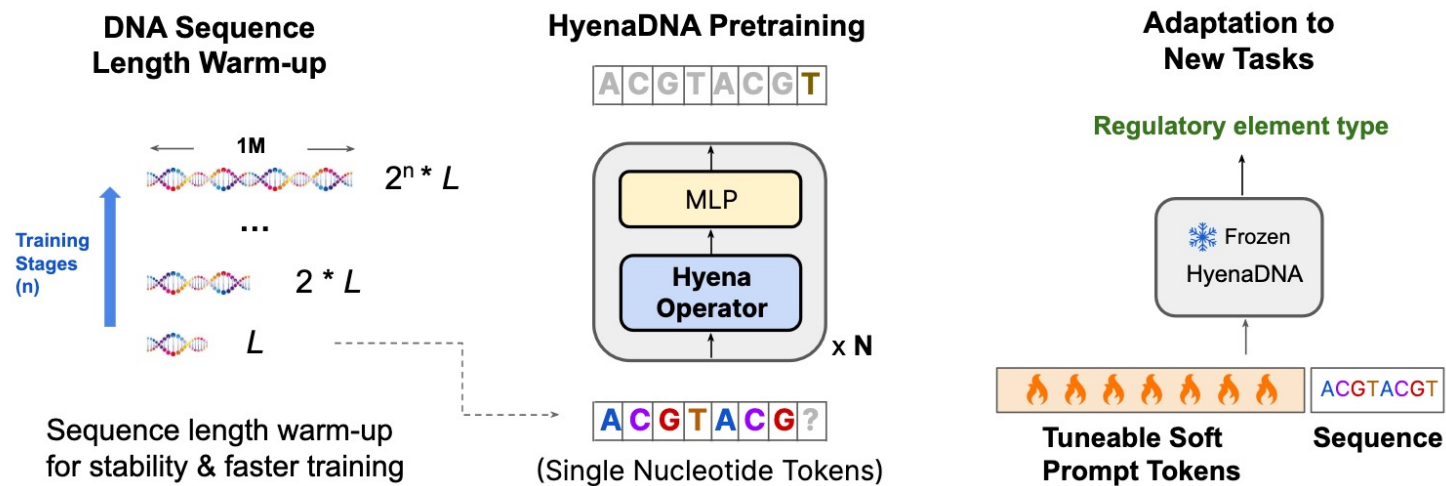 DNA Sequence
Length Warm-up
1M
2ⁿ * L
...
Training
Stages
(n)
2 * L
L
Sequence length warm-up
for stability & faster training
HyenaDNA Pretraining
ACGTACGT
MLP
Hyena
Operator
x N
ACGTACG?
(Single Nucleotide Tokens)
Adaptation to
New Tasks
Regulatory element type
Frozen
HyenaDNA
ACGTACGT
Tuneable Soft
Prompt Tokens
Sequence